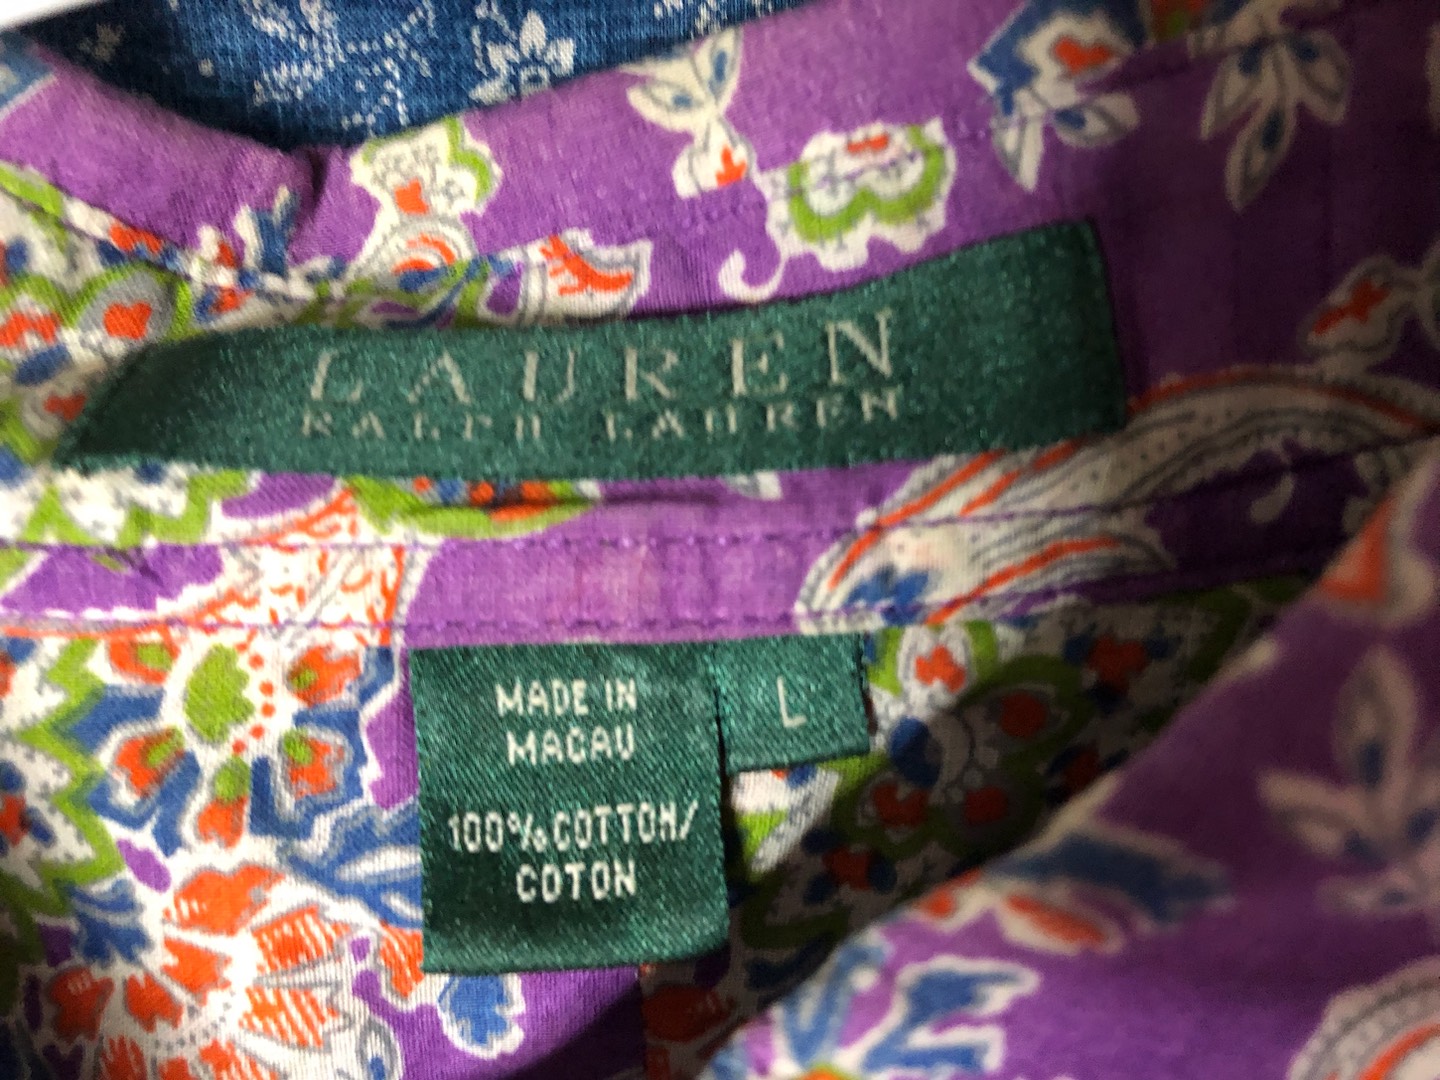 LAUREN
RALPH LAUREN
MADE IN
MACAU
L
100% COTTON/
COTON